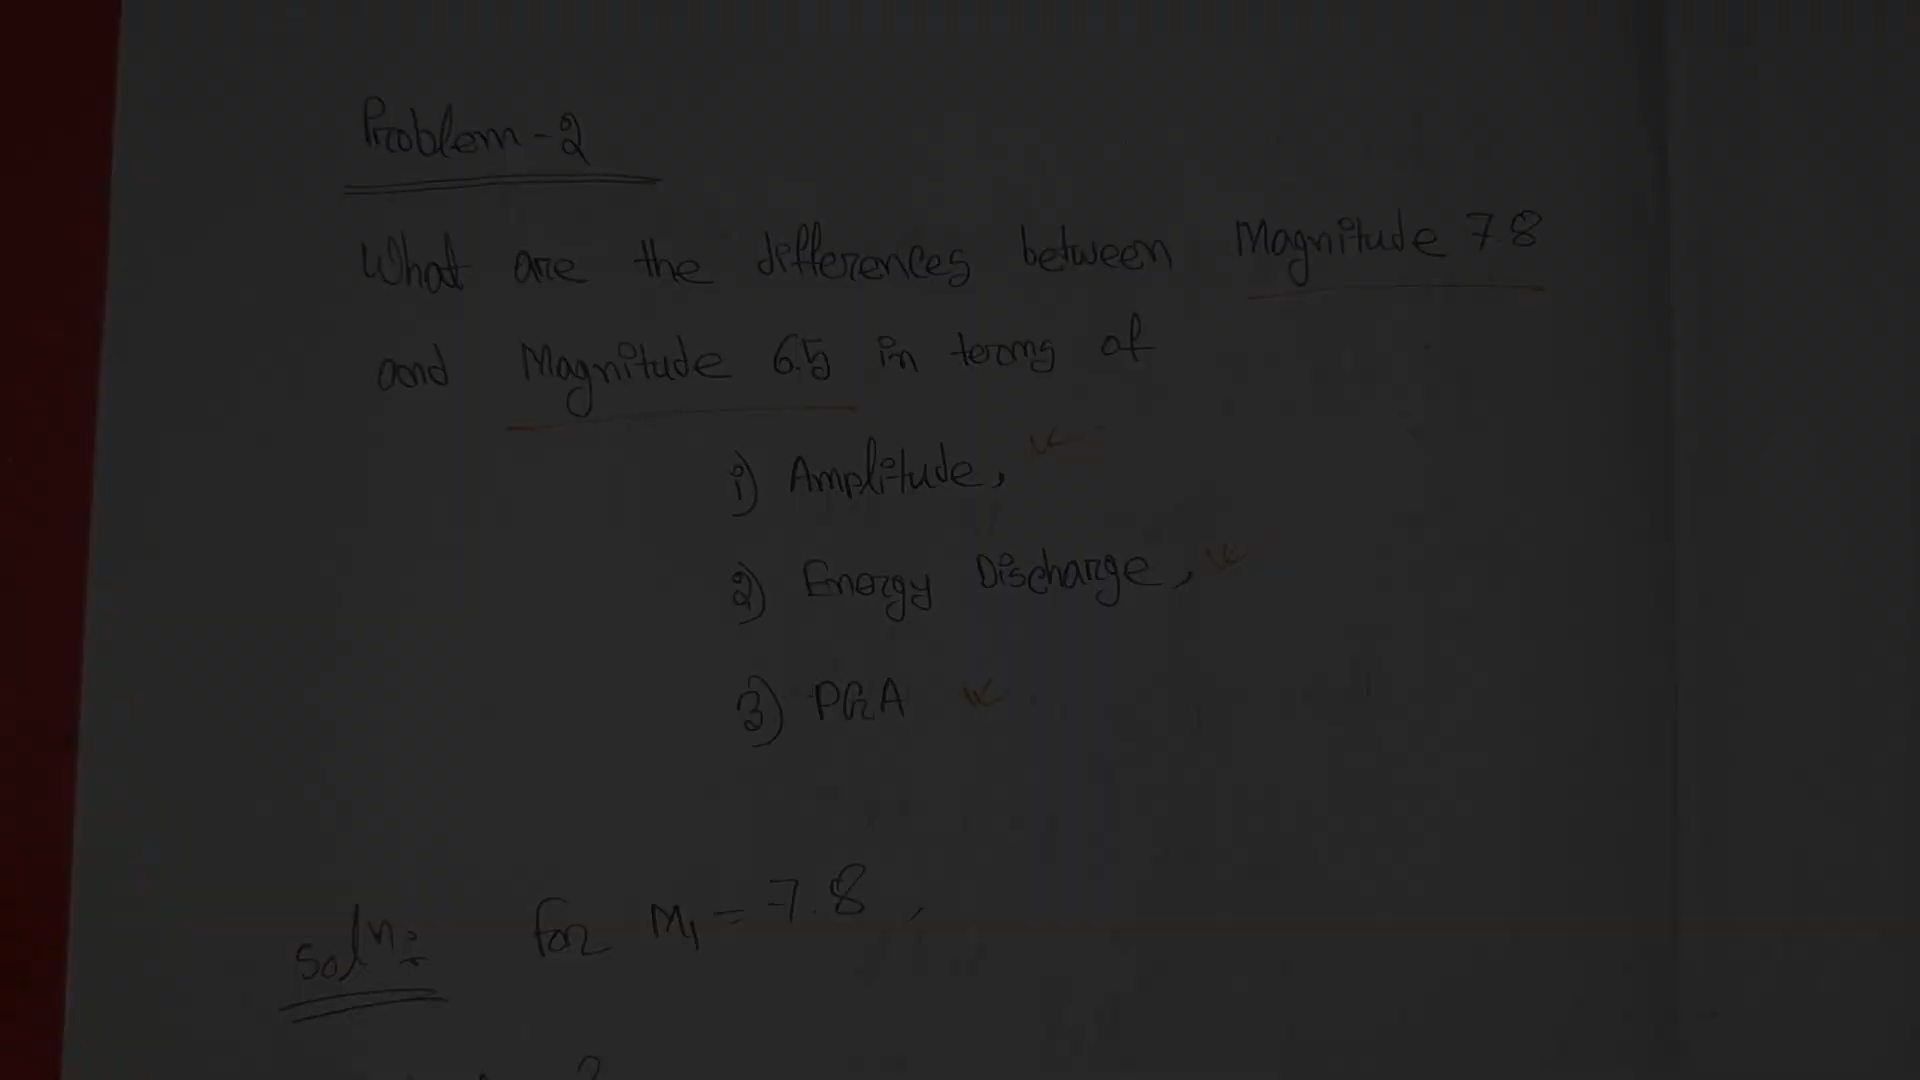 Problem-2
What are the differences between Magnitude 7.8
and Magnitude 6.5 in terms of
1) Amplitude,
2) Energy Discharge,
3) PGA
Soln: For M1 = 7.8,